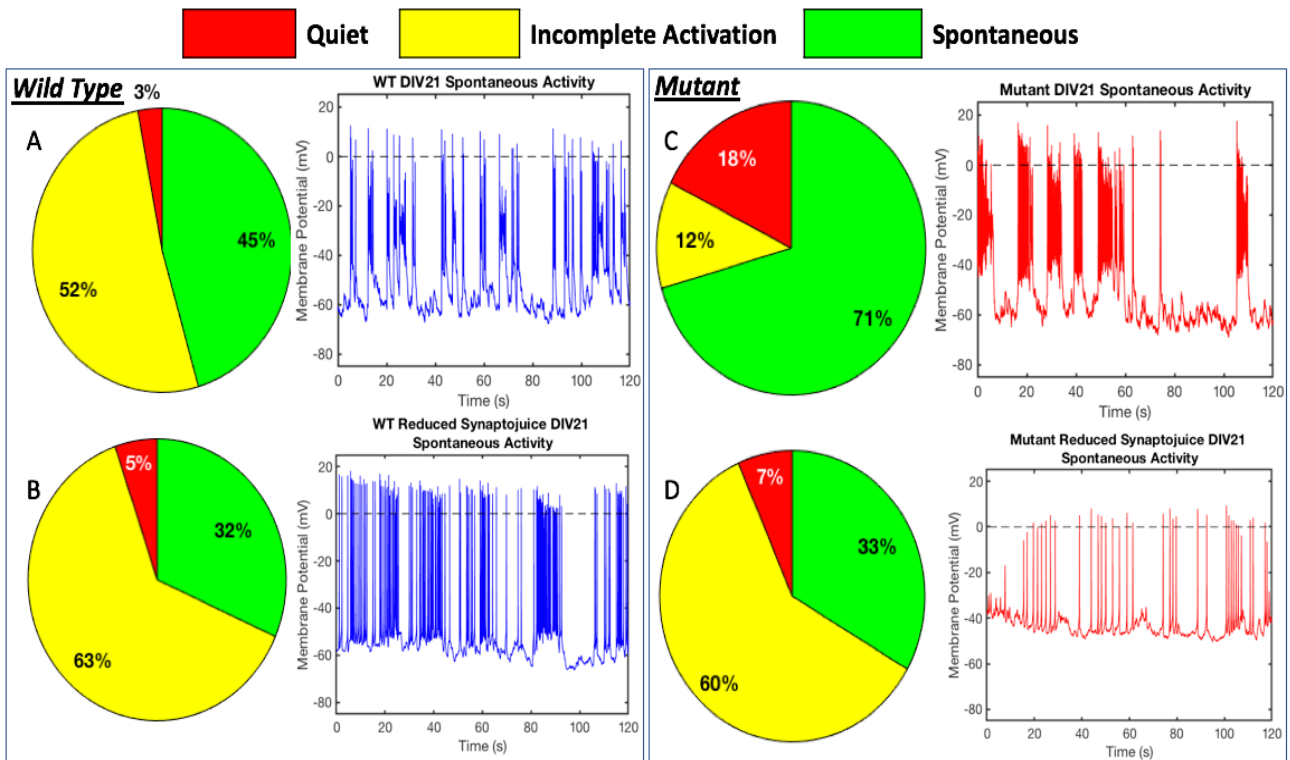 Quiet
Incomplete Activation
Spontaneous
Wild Type
3%
A
45%
52%
WT DIV21 Spontaneous Activity
Membrane Potential (mV)
20
0
-20
-40
-60
-80
0 20 40 60 80 100 120
Time (s)
B
5%
32%
63%
WT Reduced Synaptojuice DIV21
Spontaneous Activity
Membrane Potential (mV)
20
0
-20
-40
-60
-80
0 20 40 60 80 100 120
Time (s)
Mutant
C
18%
12%
71%
Mutant DIV21 Spontaneous Activity
Membrane Potential (mV)
20
0
-20
-40
-60
-80
0 20 40 60 80 100 120
Time (s)
D
7%
33%
60%
Mutant Reduced Synaptojuice DIV21
Spontaneous Activity
Membrane Potential (mV)
20
0
-20
-40
-60
-80
0 20 40 60 80 100 120
Time (s)